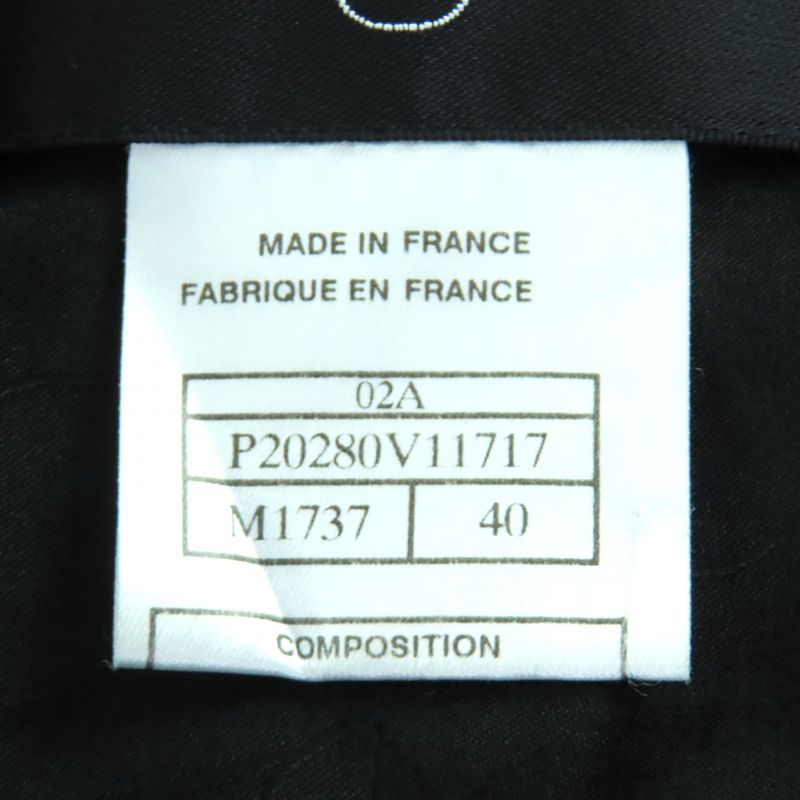 MADE IN FRANCE
FABRIQUE EN FRANCE
02A
P20280V11717
M1737 40
COMPOSITION